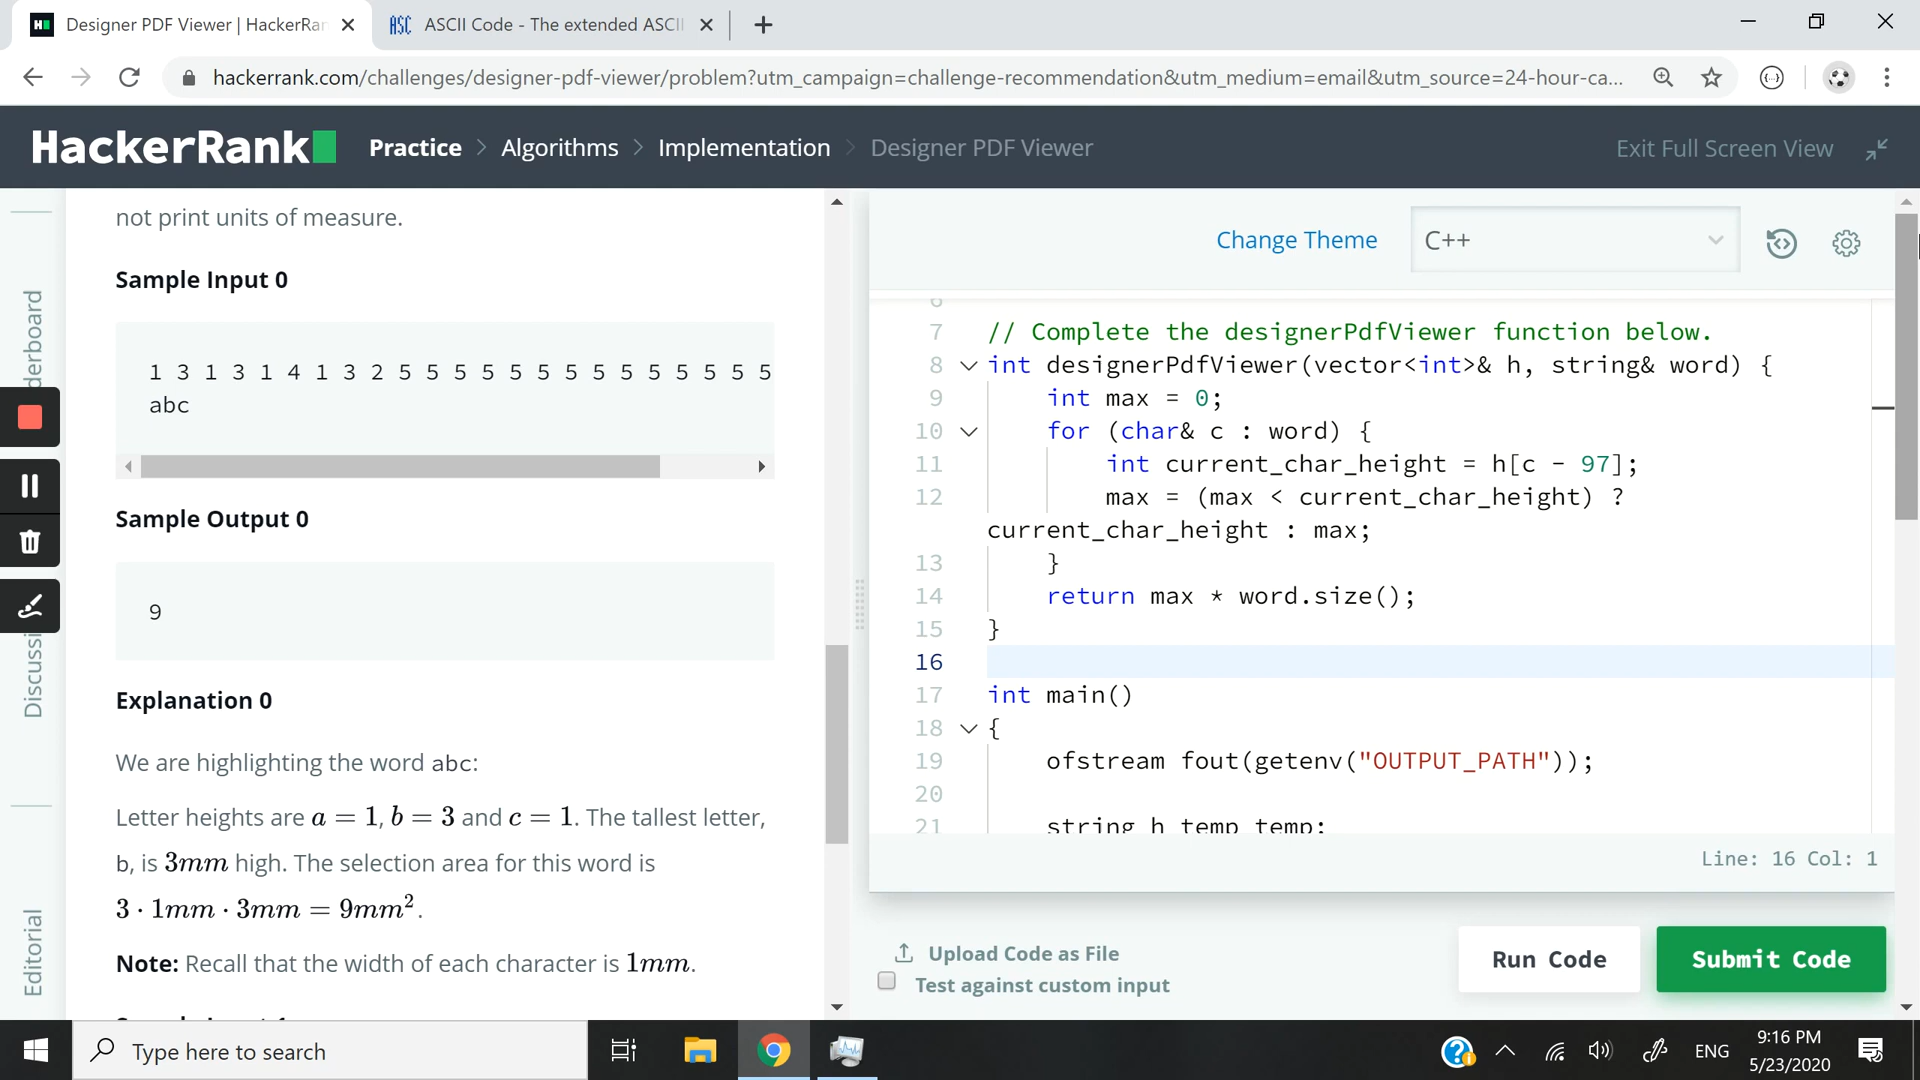 Designer PDF Viewer | HackerRan
ASC
ASCII Code - The extended ASCII
hackerrank.com/challenges/designer-pdf-viewer/problem?utm_campaign=challenge-recommendation&utm_medium=email&utm_source=24-hour-ca...
HackerRank
Practice > Algorithms > Implementation > Designer PDF Viewer
Exit Full Screen View
not print units of measure.
Sample Input 0
1 3 1 3 1 4 1 3 2 5 5 5 5 5 5 5 5 5 5 5 5 5 5
abc
Sample Output 0
9
Explanation 0
We are highlighting the word abc:
Letter heights are a = 1, b = 3 and c = 1. The tallest letter,
b, is 3mm high. The selection area for this word is
3 · 1mm · 3mm = 9mm².
Note: Recall that the width of each character is 1mm.
derboard
Discussi
Editorial
Change Theme
C++
6
7 // Complete the designerPdfViewer function below.
8 int designerPdfViewer(vector<int>& h, string& word) {
9 int max = 0;
10 for (char& c : word) {
11 int current_char_height = h[c - 97];
12 max = (max < current_char_height) ?
current_char_height : max;
13 }
14 return max * word.size();
15 }
16
17 int main()
18 {
19 ofstream fout(getenv("OUTPUT_PATH"));
20
21 string h_temp_temp;
Line: 16 Col: 1
Upload Code as File
Test against custom input
Run Code
Submit Code
Type here to search
ENG
9:16 PM
5/23/2020